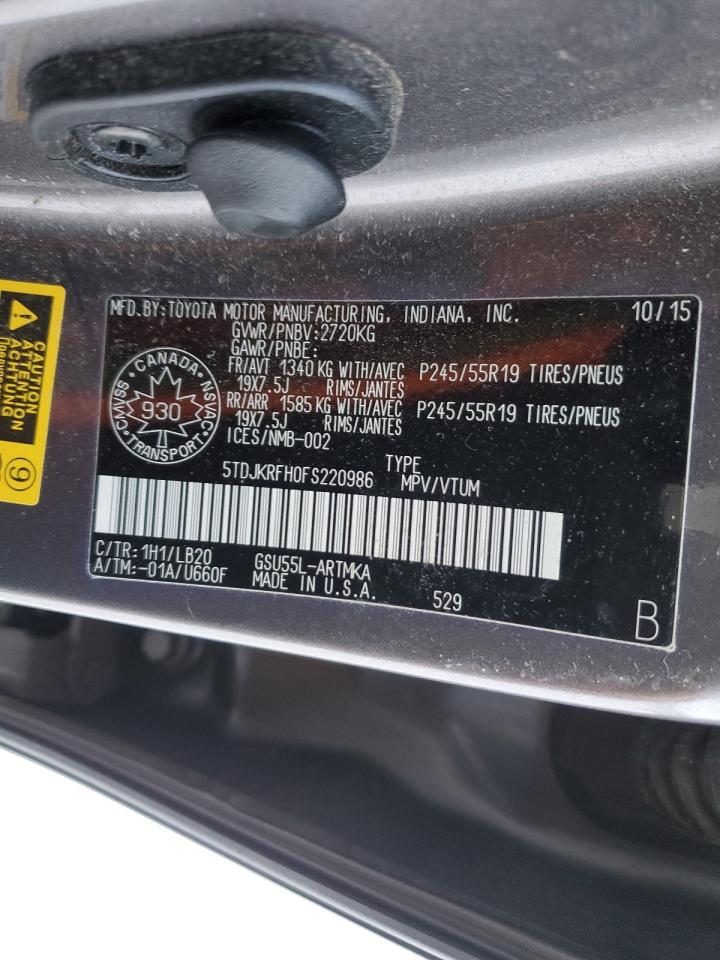 MFD.BY:TOYOTA MOTOR MANUFACTURING, INDIANA, INC. 10/15
GVWR/PNBV:2720KG
GAWR/PNBE:
FR/AVT 1340 KG WITH/AVEC P245/55R19 TIRES/PNEUS
19X7.5J RIMS/JANTES
RR/ARR 1585 KG WITH/AVEC P245/55R19 TIRES/PNEUS
19X7.5J RIMS/JANTES
ICES/NMB-002
CANADA
CMVSS NSVAC
930
TRANSPORT
5TDJKRFH0FS220986 TYPE
MPV/VTUM
C/TR:1H1/LB20 GSU55L-ARTMKA
A/TM:-01A/U660F MADE IN U.S.A.
529
B
CAUTION
ATTENTION
ACHTUNG
9